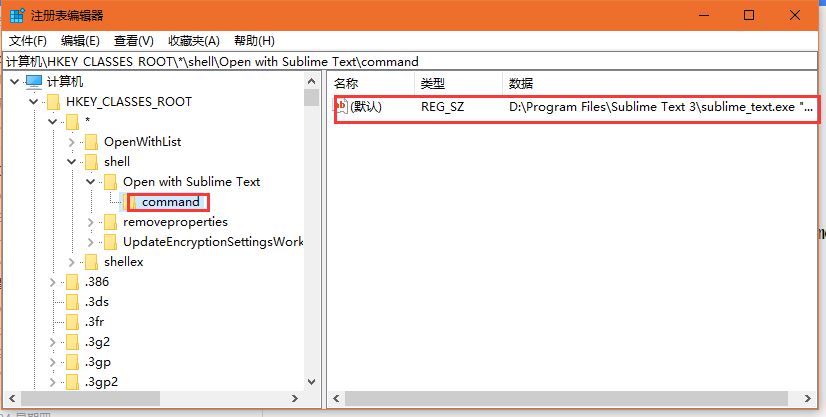 注册表编辑器
文件(F) 编辑(E) 查看(V) 收藏夹(A) 帮助(H)
计算机\HKEY_CLASSES_ROOT\*\shell\Open with Sublime Text\command
计算机
HKEY_CLASSES_ROOT
*
OpenWithList
shell
Open with Sublime Text
command
removeproperties
UpdateEncryptionSettingsWork
shellex
.386
.3ds
.3fr
.3g2
.3gp
.3gp2
名称 类型 数据
ab (默认) REG_SZ D:\Program Files\Sublime Text 3\sublime_text.exe "...